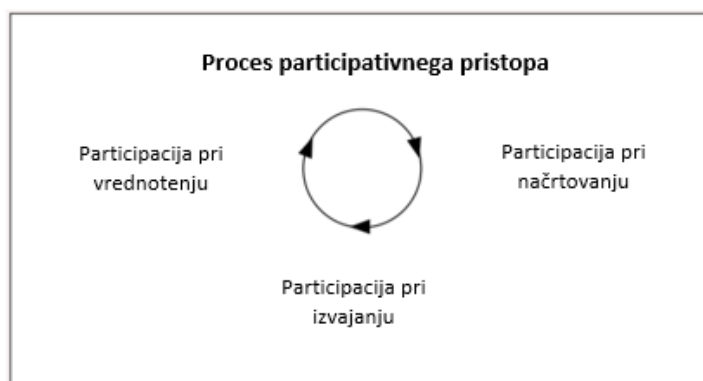 Proces participativnega pristopa
Participacija pri
vrednotenju
Participacija pri
načrtovanju
Participacija pri
izvajanju